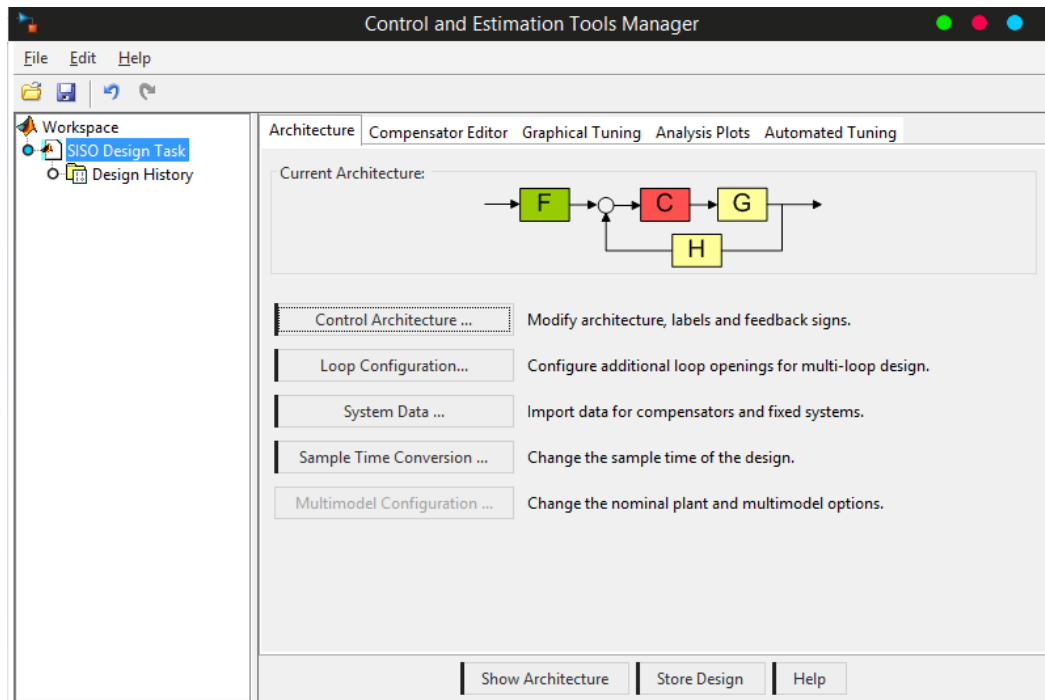 Control and Estimation Tools Manager
File Edit Help
Workspace
SISO Design Task
Design History
Architecture Compensator Editor Graphical Tuning Analysis Plots Automated Tuning
Current Architecture:
F C G
H
Control Architecture ... Modify architecture, labels and feedback signs.
Loop Configuration... Configure additional loop openings for multi-loop design.
System Data ... Import data for compensators and fixed systems.
Sample Time Conversion ... Change the sample time of the design.
Multimodel Configuration ... Change the nominal plant and multimodel options.
Show Architecture Store Design Help